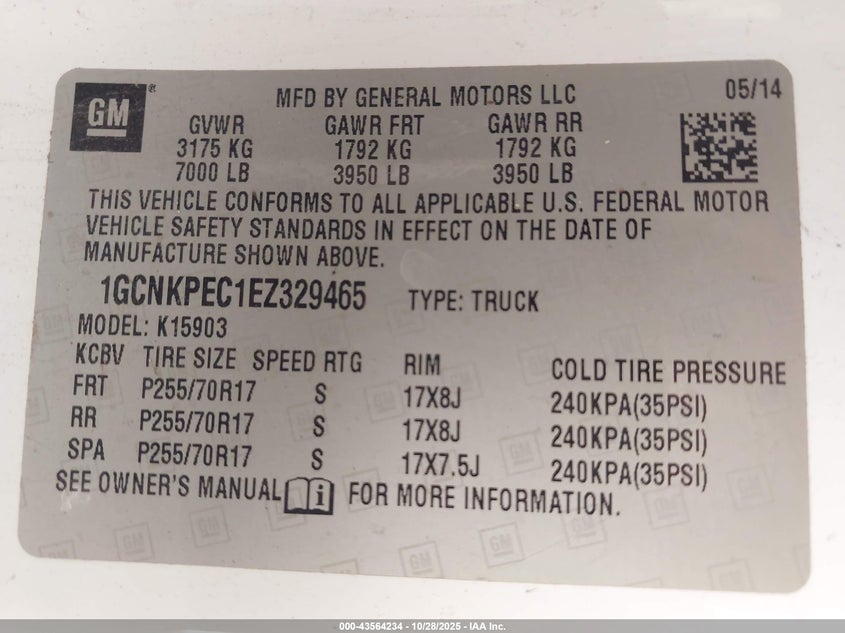 GM® MFD BY GENERAL MOTORS LLC 05/14
GVWR GAWR FRT GAWR RR
3175 KG 1792 KG 1792 KG
7000 LB 3950 LB 3950 LB
THIS VEHICLE CONFORMS TO ALL APPLICABLE U.S. FEDERAL MOTOR
VEHICLE SAFETY STANDARDS IN EFFECT ON THE DATE OF
MANUFACTURE SHOWN ABOVE.
1GCNKPEC1EZ329465 TYPE: TRUCK
MODEL: K15903
KCBV TIRE SIZE SPEED RTG RIM COLD TIRE PRESSURE
FRT P255/70R17 S 17X8J 240KPA(35PSI)
RR P255/70R17 S 17X8J 240KPA(35PSI)
SPA P255/70R17 S 17X7.5J 240KPA(35PSI)
SEE OWNER'S MANUAL i FOR MORE INFORMATION.
000-43564234 - 10/28/2025 - IAA Inc.